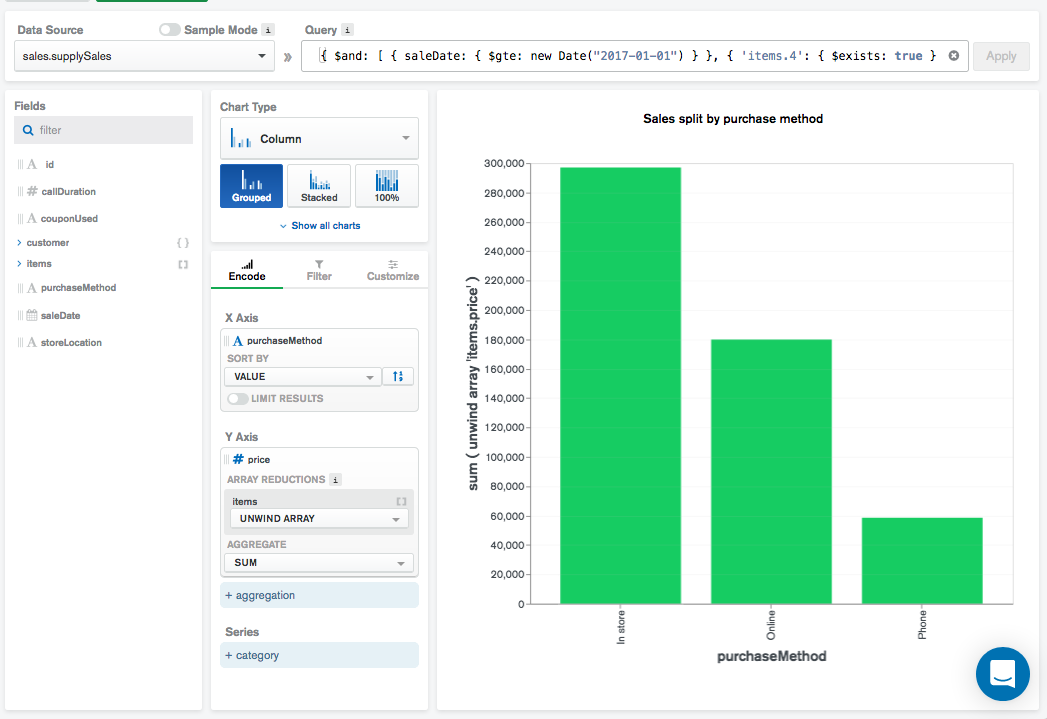 Data Source
Sample Mode i
Query i
sales.supplySales
»
{ $and: [ { saleDate: { $gte: new Date("2017-01-01") } }, { 'items.4': { $exists: true }
Apply
Fields
filter
A id
# callDuration
A couponUsed
> customer { }
> items [ ]
A purchaseMethod
saleDate
A storeLocation
Chart Type
Column
Grouped
Stacked
100%
Show all charts
Encode
Filter
Customize
X Axis
A purchaseMethod
SORT BY
VALUE
LIMIT RESULTS
Y Axis
# price
ARRAY REDUCTIONS i
items [ ]
UNWIND ARRAY
AGGREGATE
SUM
+ aggregation
Series
+ category
Sales split by purchase method
sum ( unwind array 'items.price' )
300,000
280,000
260,000
240,000
220,000
200,000
180,000
160,000
140,000
120,000
100,000
80,000
60,000
40,000
20,000
0
In store
Online
Phone
purchaseMethod